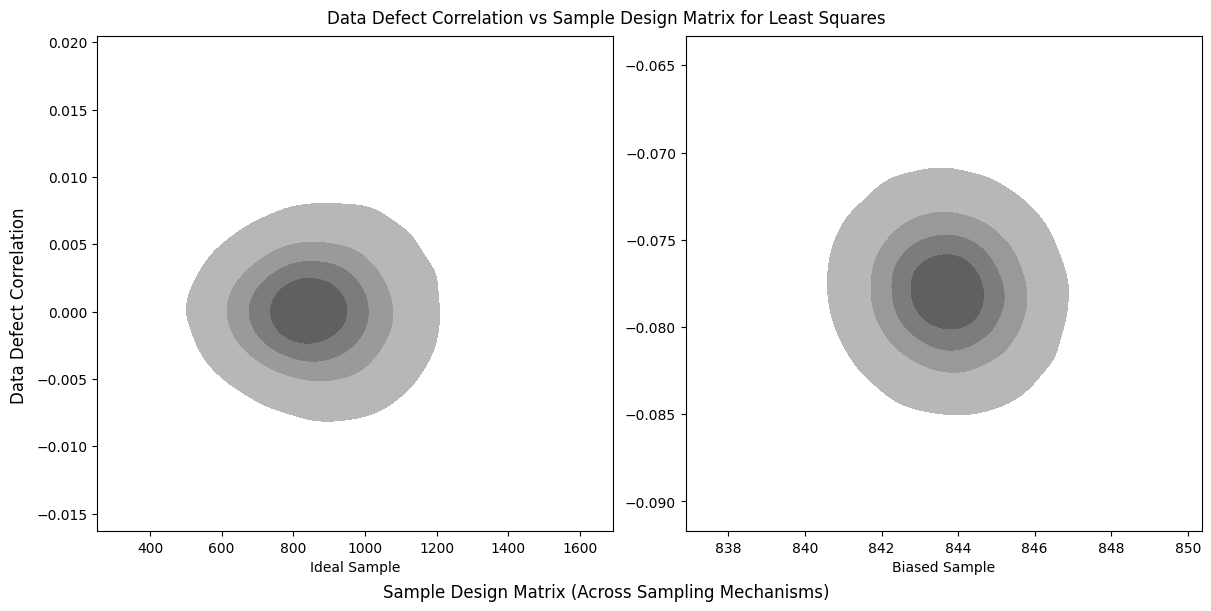 Data Defect Correlation vs Sample Design Matrix for Least Squares
Data Defect Correlation
0.020
0.015
0.010
0.005
0.000
−0.005
−0.010
−0.015
400 600 800 1000 1200 1400 1600
Ideal Sample
−0.065
−0.070
−0.075
−0.080
−0.085
−0.090
838 840 842 844 846 848 850
Biased Sample
Sample Design Matrix (Across Sampling Mechanisms)